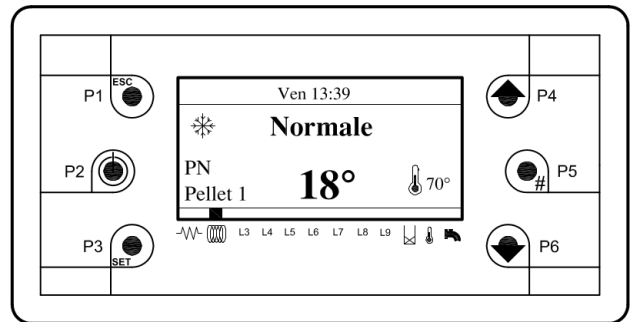 ESC
P1
P2
P3
SET
Ven 13:39
Normale
PN
Pellet 1
18°
70°
L3 L4 L5 L6 L7 L8 L9
P4
P5
#
P6